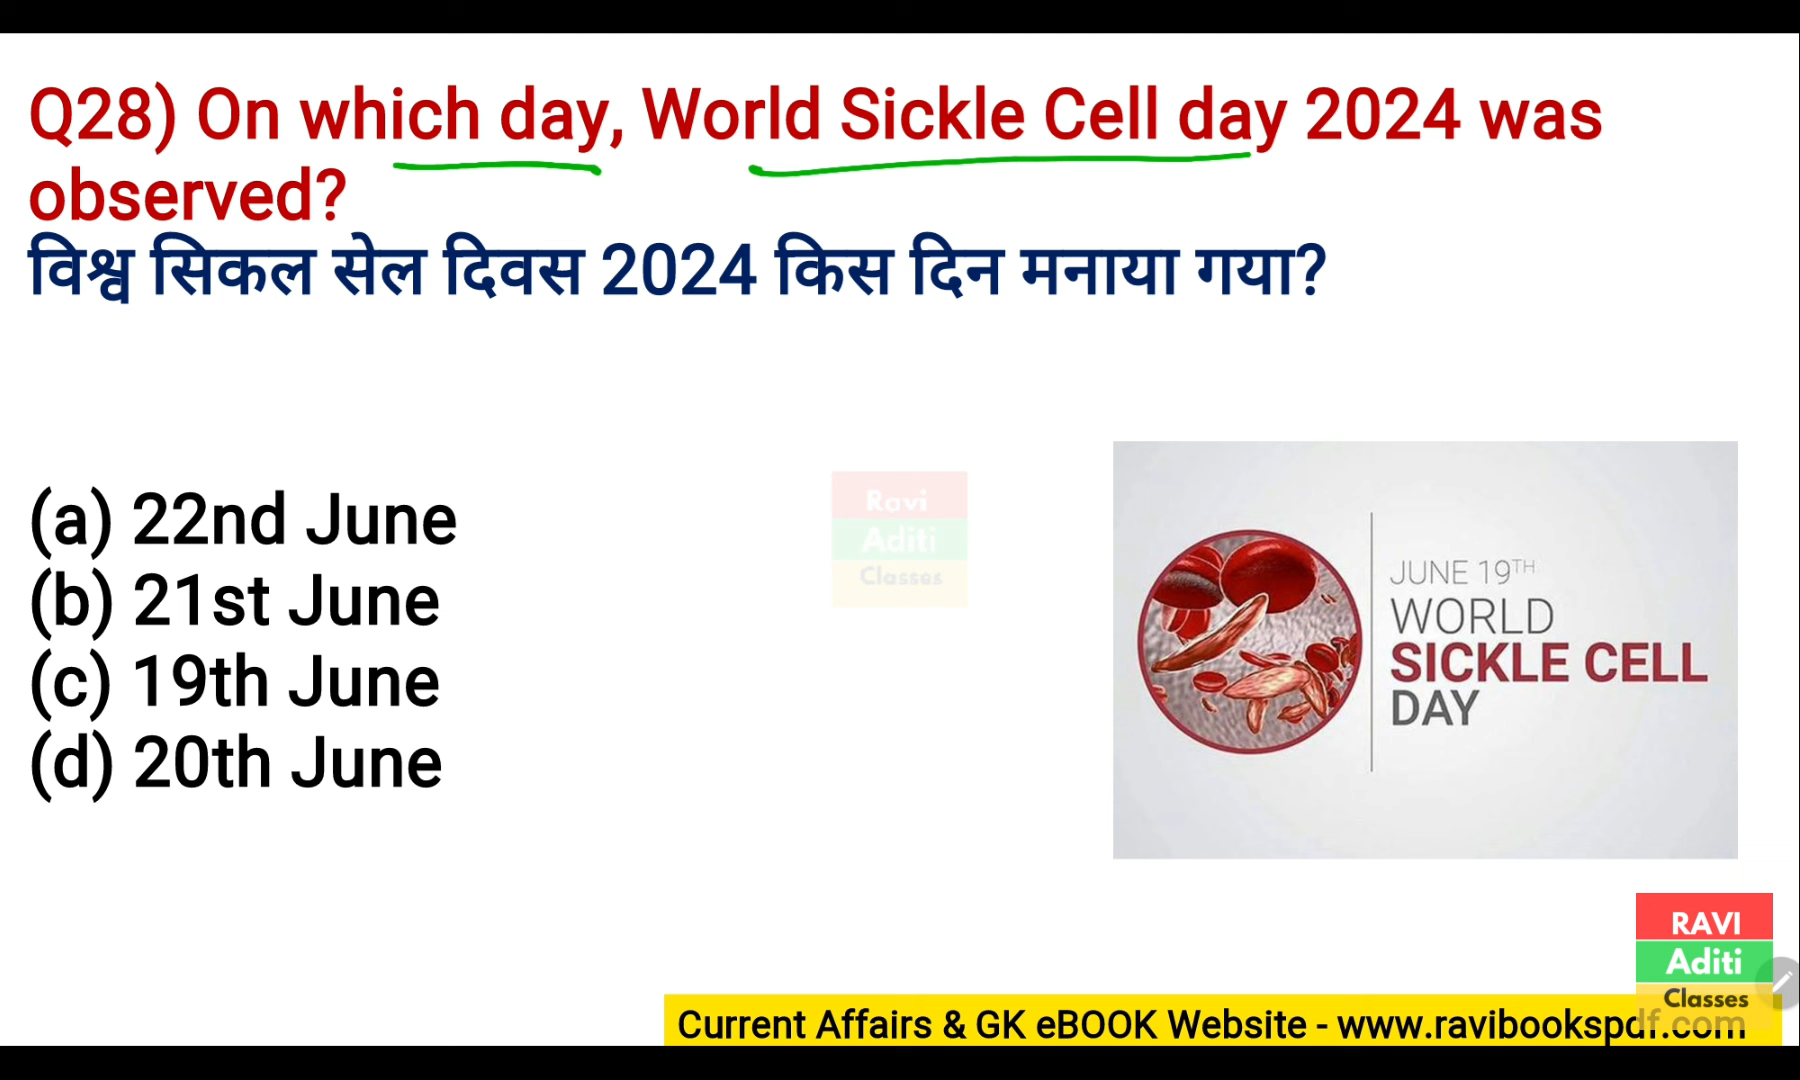 Q28) On which day, World Sickle Cell day 2024 was
observed?
विश्व सिकल सेल दिवस 2024 किस दिन मनाया गया?
(a) 22nd June
(b) 21st June
(c) 19th June
(d) 20th June
Ravi
Aditi
Classes
JUNE 19TH
WORLD
SICKLE CELL
DAY
RAVI
Aditi
Classes
Current Affairs & GK eBOOK Website - www.ravibookspdf.com